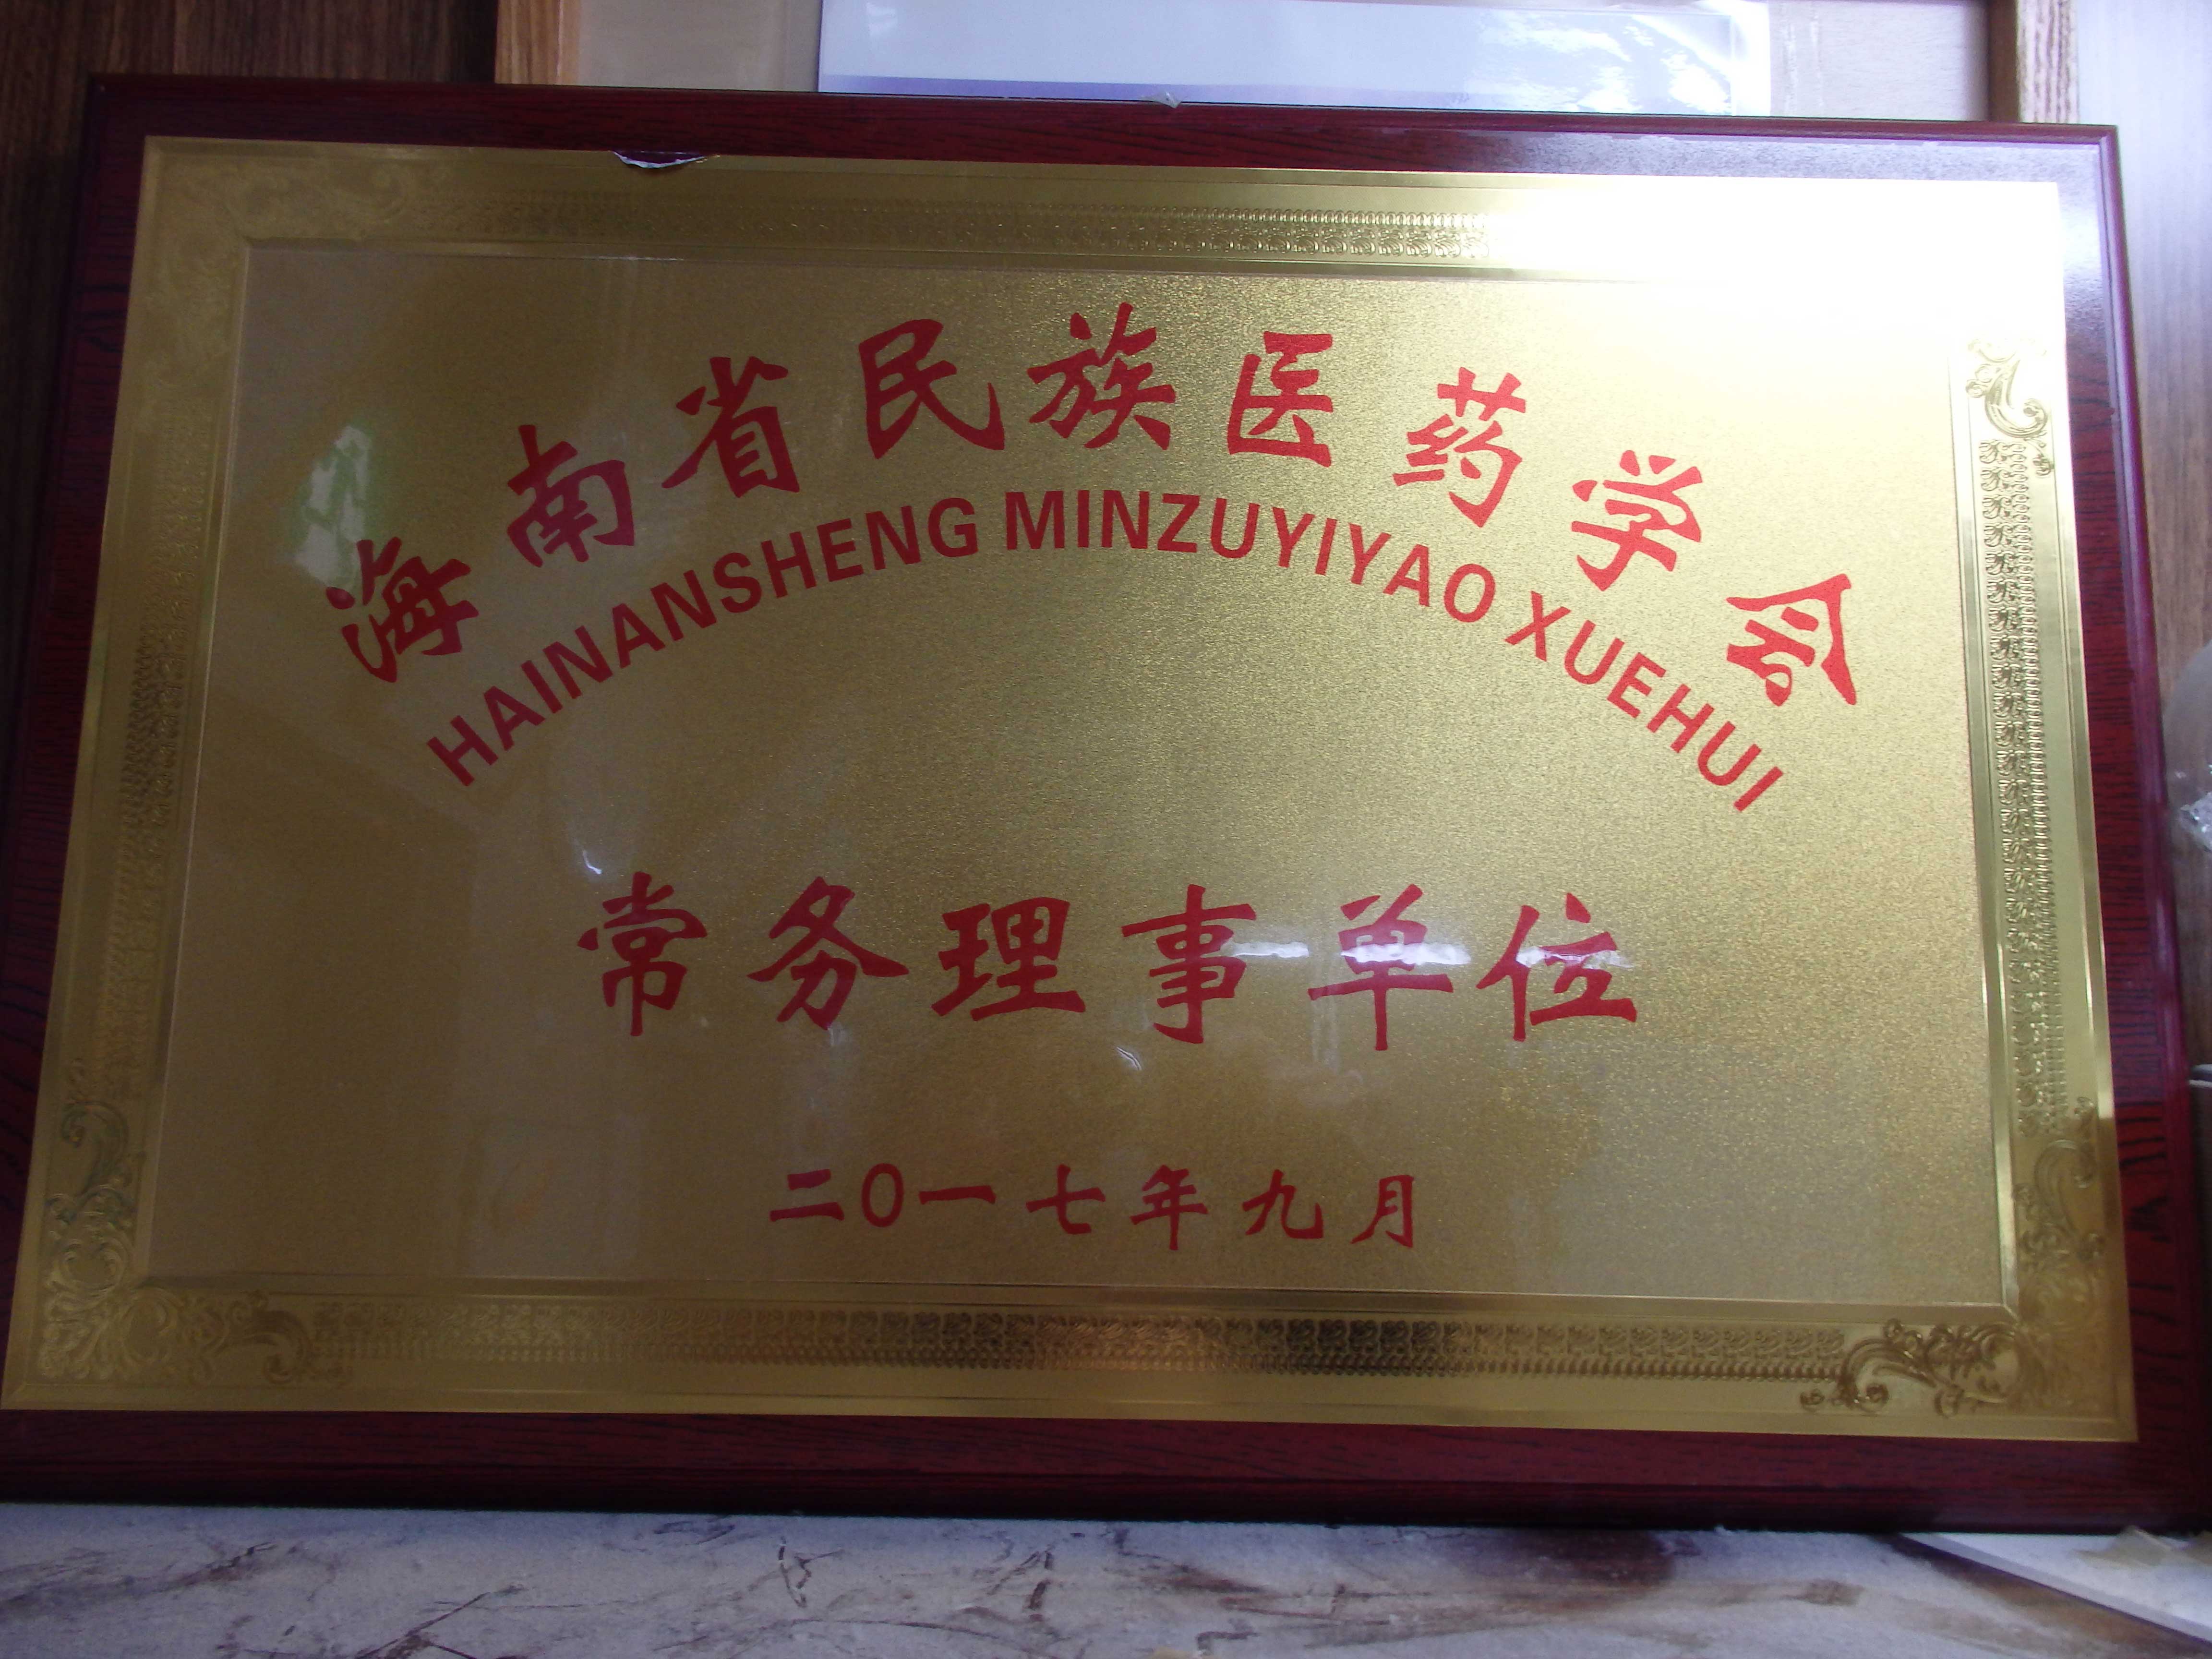 海南省民族医药学会
HAINANSHENG MINZUYIYAO XUEHUI
常务理事单位
二〇一七年九月